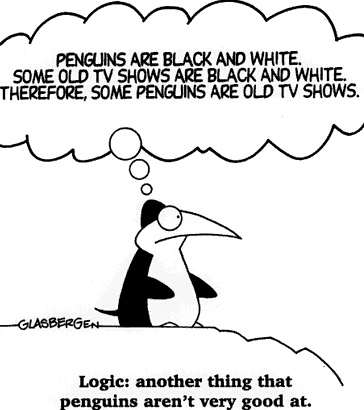 PENGUINS ARE BLACK AND WHITE.
SOME OLD TV SHOWS ARE BLACK AND WHITE.
THEREFORE, SOME PENGUINS ARE OLD TV SHOWS.
GLASBERGEN
Logic: another thing that
penguins aren't very good at.